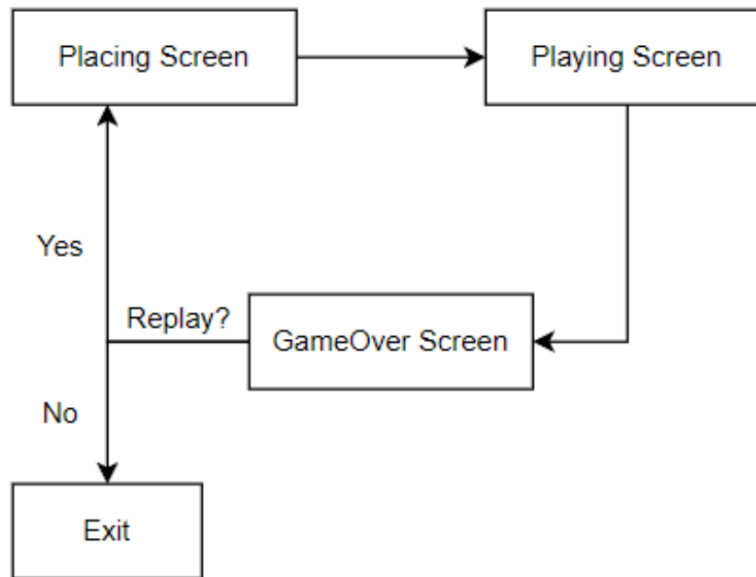 Placing Screen
Playing Screen
Yes
Replay?
GameOver Screen
No
Exit